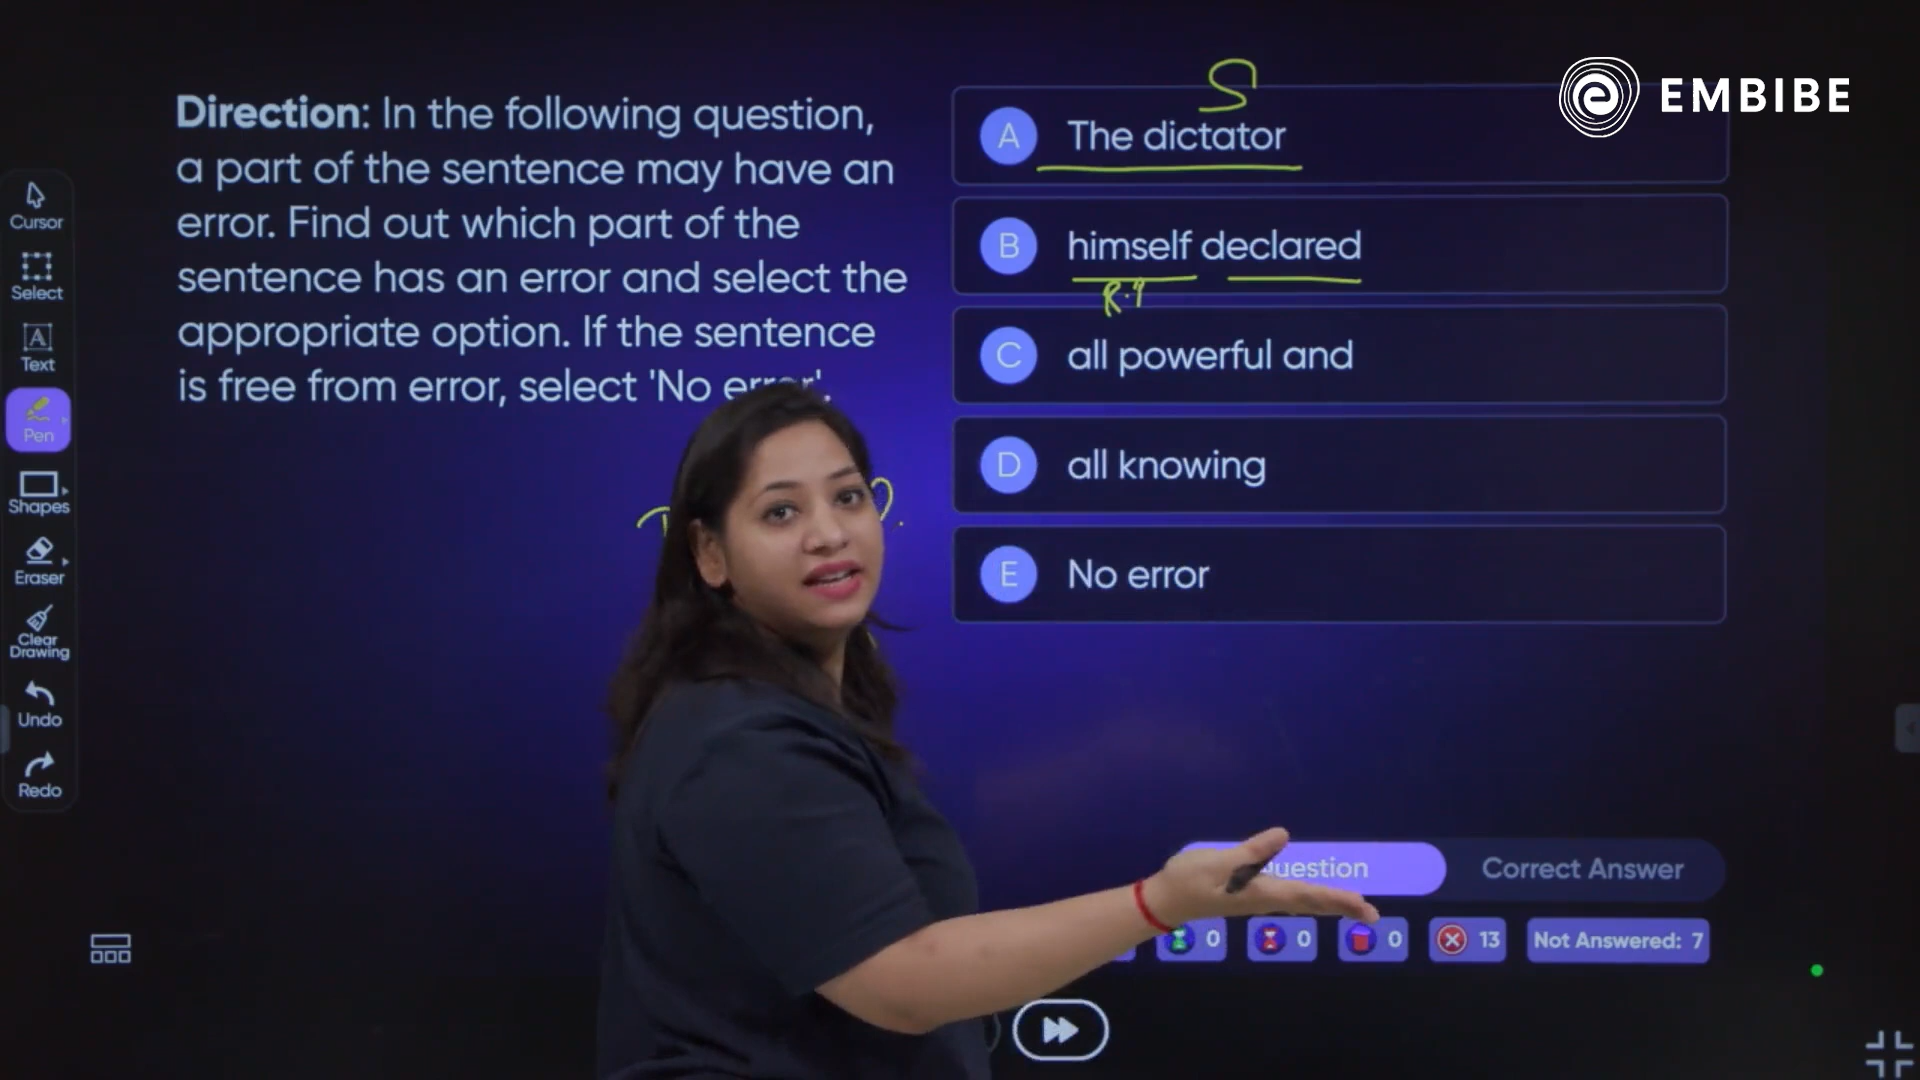 EMBIBE
Direction: In the following question,
a part of the sentence may have an
error. Find out which part of the
sentence has an error and select the
appropriate option. If the sentence
is free from error, select 'No error'.
S
A The dictator
B himself declared
R.P
C all powerful and
D all knowing
E No error
Cursor
Select
A
Text
Pen
Shapes
Eraser
Clear
Drawing
Undo
Redo
Question
Correct Answer
0
0
0
13
Not Answered: 7